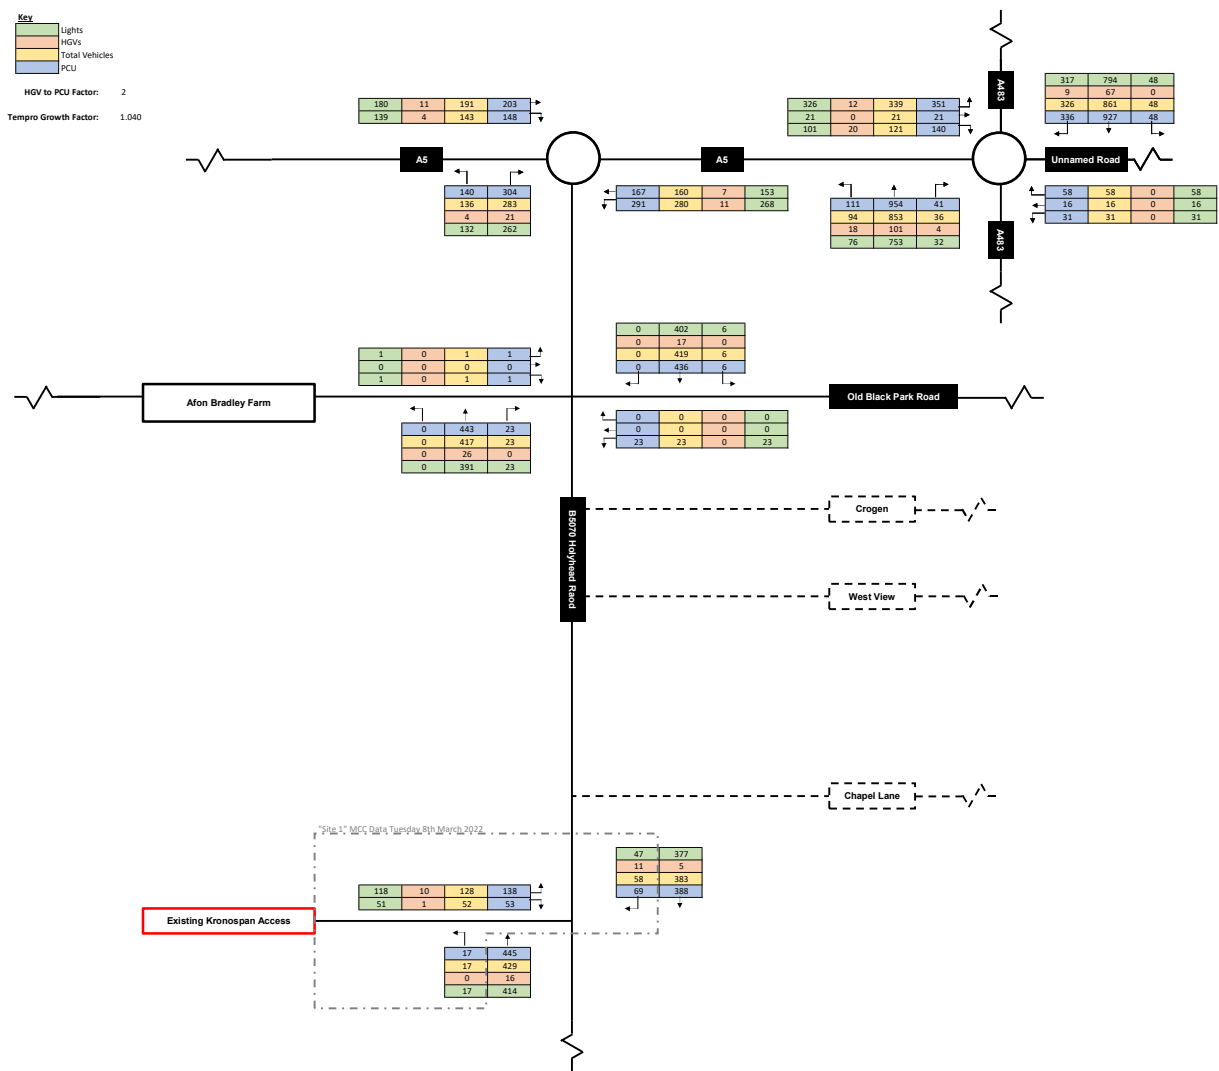 Key
Lights
HGVs
Total Vehicles
PCU
HGV to PCU Factor: 2
Tempro Growth Factor: 1.040
180 11 191 203
139 4 143 148
326 12 339 351
21 0 21 21
101 20 121 140
A483
317 794 48
9 67 0
326 861 48
336 927 48
A5
A5
Unnamed Road
140 304
136 283
4 21
132 262
167 160 7 153
291 280 11 268
111 954 41
94 853 36
18 101 4
76 753 32
A483
58 58 0 58
16 16 0 16
31 31 0 31
1 0 1 1
0 0 0 0
1 0 1 1
0 402 6
0 17 0
0 419 6
0 436 6
Afon Bradley Farm
Old Black Park Road
0 443 23
0 417 23
0 26 0
0 391 23
0 0 0 0
0 0 0 0
23 23 0 23
B5070 Holyhead Raod
Crogen
West View
Chapel Lane
"Site 1" MCC Data Tuesday 8th March 2022
47 377
11 5
58 383
69 388
118 10 128 138
51 1 52 53
Existing Kronospan Access
17 445
17 429
0 16
17 414